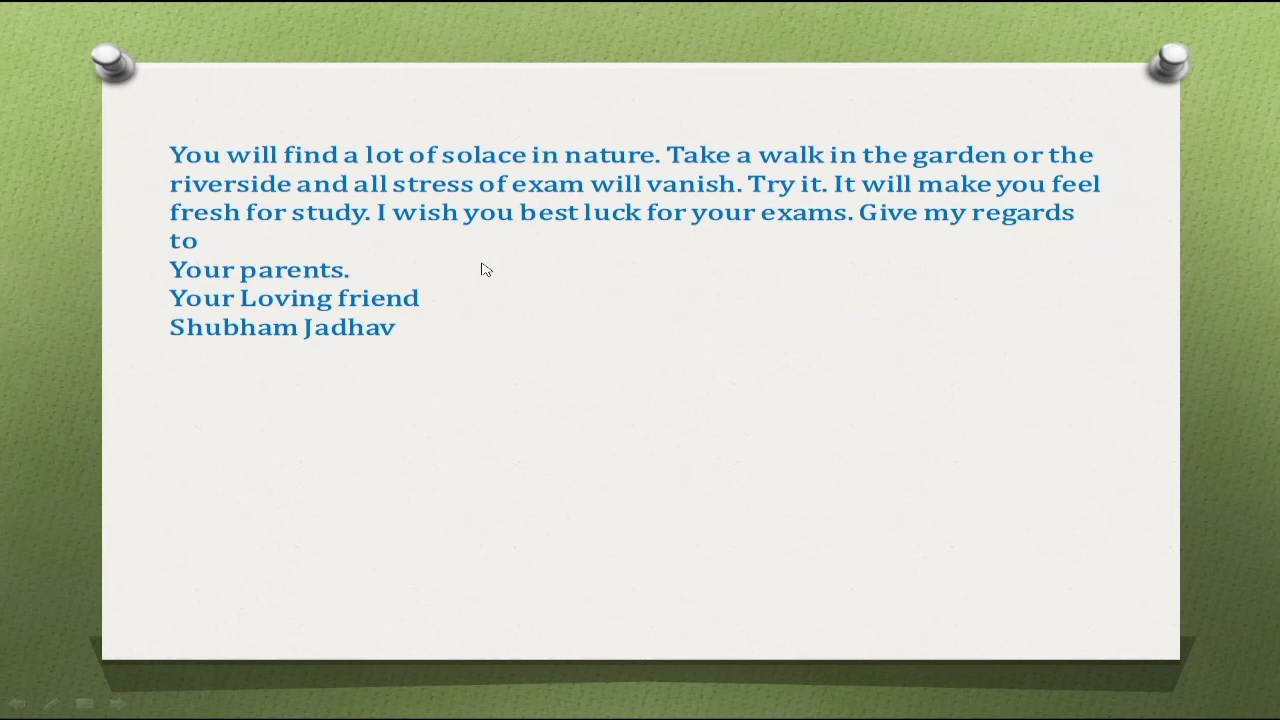 You will find a lot of solace in nature. Take a walk in the garden or the
riverside and all stress of exam will vanish. Try it. It will make you feel
fresh for study. I wish you best luck for your exams. Give my regards
to
Your parents.
Your Loving friend
Shubham Jadhav